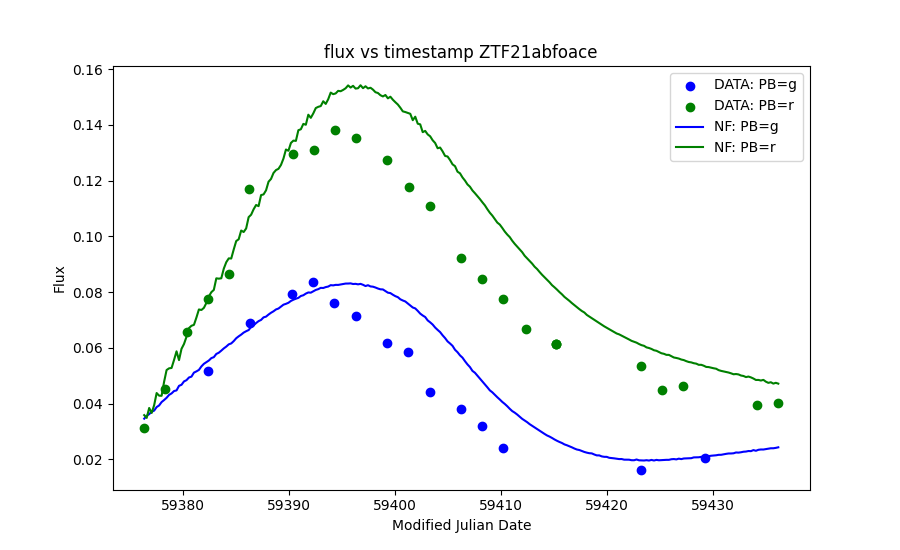 flux vs timestamp ZTF21abfoace
DATA: PB=g
DATA: PB=r
NF: PB=g
NF: PB=r
0.16
0.14
0.12
0.10
0.08
0.06
0.04
0.02
Flux
59380 59390 59400 59410 59420 59430
Modified Julian Date